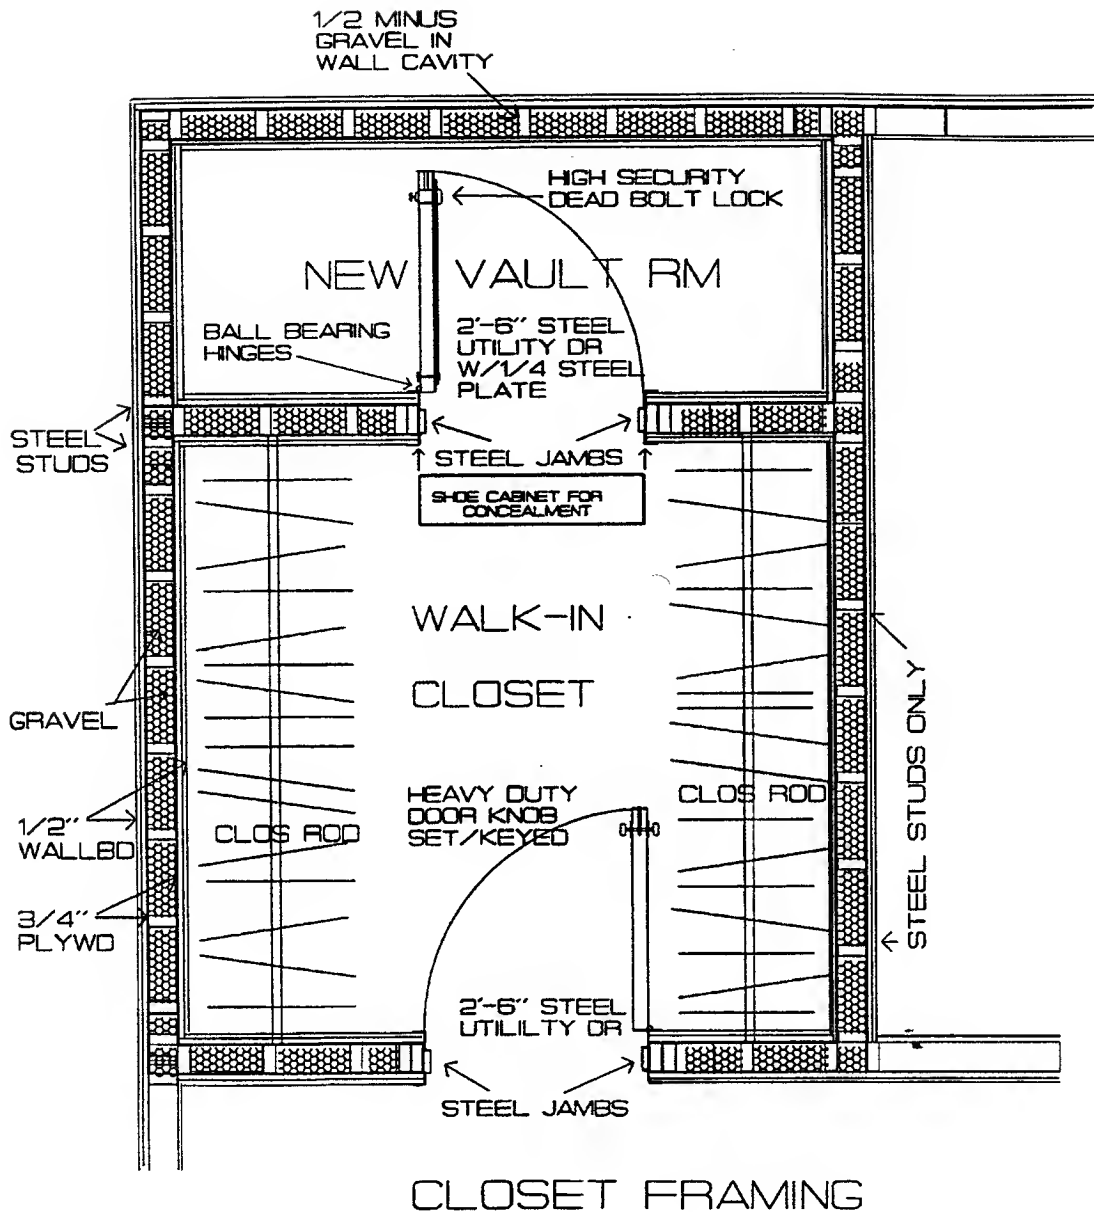 1/2 MINUS
GRAVEL IN
WALL CAVITY
HIGH SECURITY
DEAD BOLT LOCK
NEW VAULT RM
BALL BEARING
HINGES
2'-6" STEEL
UTILITY DR
W/1/4 STEEL
PLATE
STEEL
STUDS
STEEL JAMBS
SHOE CABINET FOR
CONCEALMENT
WALK-IN
CLOSET
GRAVEL
STEEL STUDS ONLY
HEAVY DUTY
DOOR KNOB
SET/KEYED
CLOS ROD
CLOS ROD
1/2"
WALLBD
3/4"
PLYWD
2'-6" STEEL
UTILILTY DR
STEEL JAMBS
CLOSET FRAMING